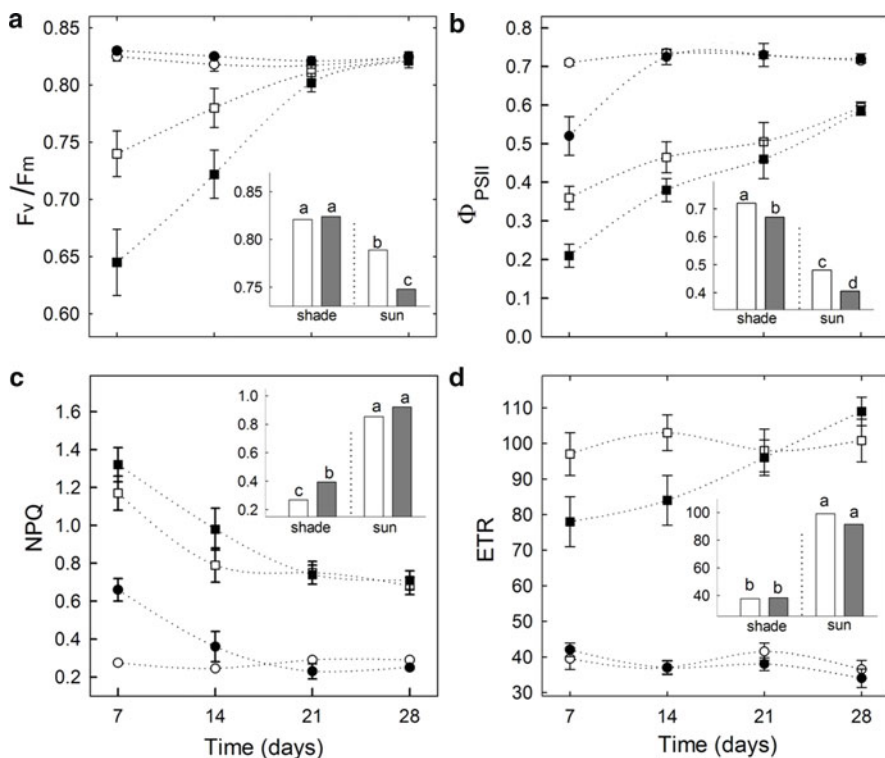 a
Fv/Fm
0.85
0.80
0.75
0.70
0.65
0.60
0.85
0.80
0.75
a a b c
shade sun
b
ΦPSII
0.8
0.7
0.6
0.5
0.4
0.3
0.2
0.1
0.0
0.7
0.6
0.5
0.4
a b c d
shade sun
c
NPQ
1.6
1.4
1.2
1.0
0.8
0.6
0.4
0.2
1.0
0.8
0.6
0.4
0.2
c b a a
shade sun
7 14 21 28
Time (days)
d
ETR
110
100
90
80
70
60
50
40
30
100
80
60
40
b b a a
shade sun
7 14 21 28
Time (days)